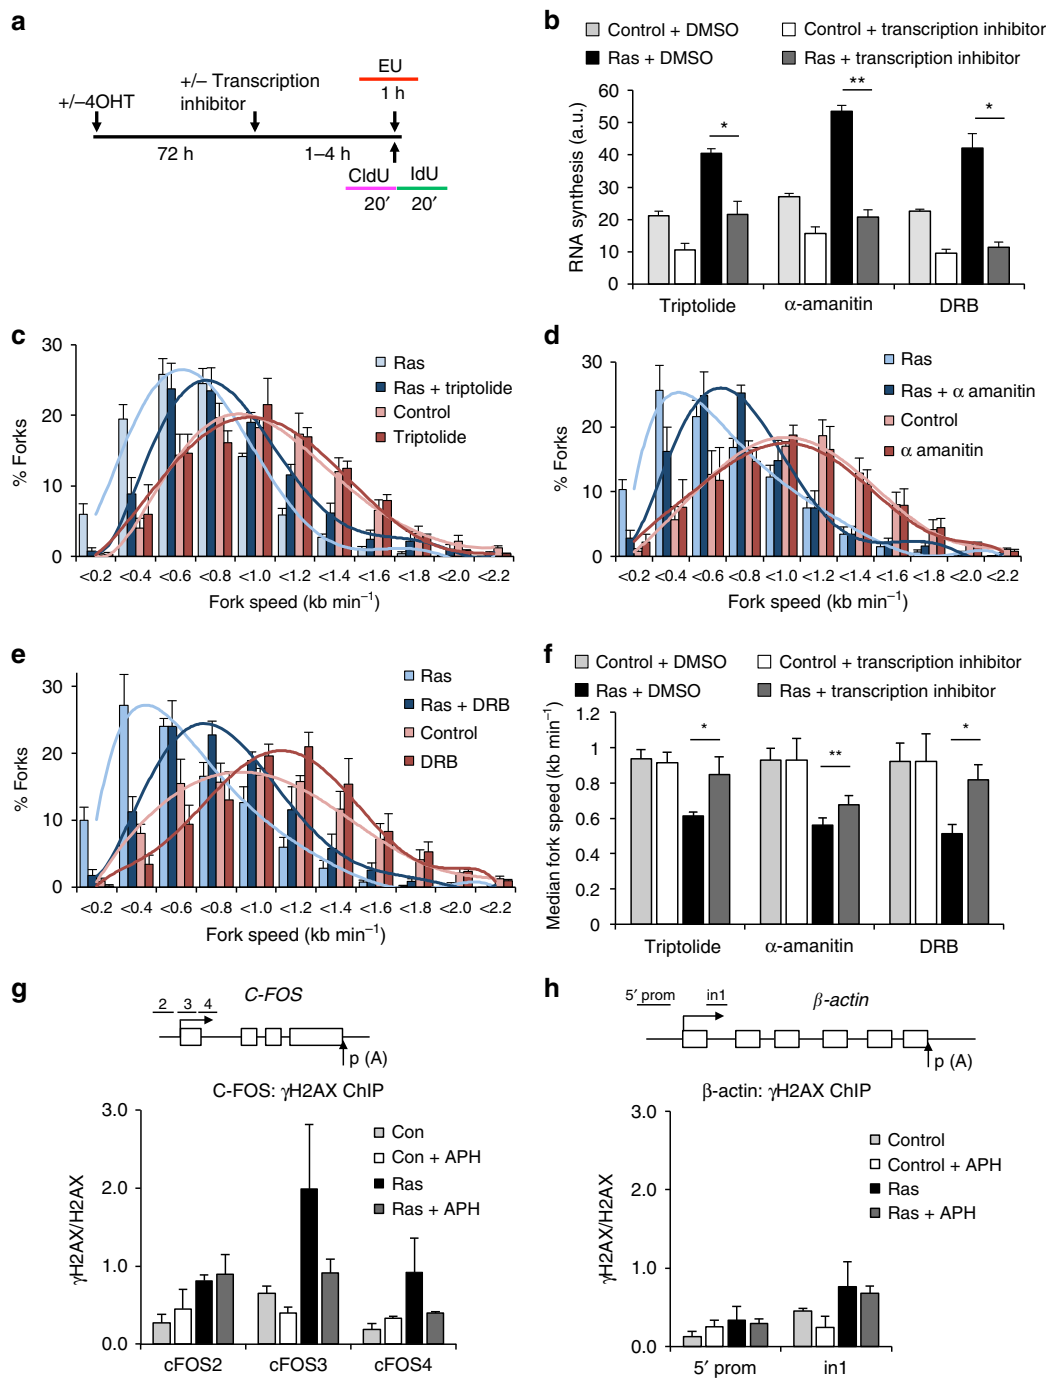 a
EU
1 h
+/–4OHT
+/– Transcription
inhibitor
72 h
1–4 h
CldU
IdU
20′
20′
b
Control + DMSO
Control + transcription inhibitor
Ras + DMSO
Ras + transcription inhibitor
RNA synthesis (a.u.)
60
50
40
30
20
10
0
*
**
*
Triptolide
α-amanitin
DRB
c
% Forks
30
20
10
0
Ras
Ras + triptolide
Control
Triptolide
<0.2 <0.4 <0.6 <0.8 <1.0 <1.2 <1.4 <1.6 <1.8 <2.0 <2.2
Fork speed (kb min⁻¹)
d
% Forks
30
20
10
0
Ras
Ras + α amanitin
Control
α amanitin
<0.2 <0.4 <0.6 <0.8 <1.0 <1.2 <1.4 <1.6 <1.8 <2.0 <2.2
Fork speed (kb min⁻¹)
e
% Forks
30
20
10
0
Ras
Ras + DRB
Control
DRB
<0.2 <0.4 <0.6 <0.8 <1.0 <1.2 <1.4 <1.6 <1.8 <2.0 <2.2
Fork speed (kb min⁻¹)
f
Control + DMSO
Control + transcription inhibitor
Ras + DMSO
Ras + transcription inhibitor
Median fork speed (kb min⁻¹)
1.2
1
0.8
0.6
0.4
0.2
0
*
**
*
Triptolide
α-amanitin
DRB
g
C-FOS
2
3
4
p (A)
C-FOS: γH2AX ChIP
γH2AX/H2AX
3.0
2.0
1.0
0.0
Con
Con + APH
Ras
Ras + APH
cFOS2
cFOS3
cFOS4
h
5′ prom
in1
β-actin
p (A)
β-actin: γH2AX ChIP
γH2AX/H2AX
3.0
2.0
1.0
0.0
Control
Control + APH
Ras
Ras + APH
5′ prom
in1